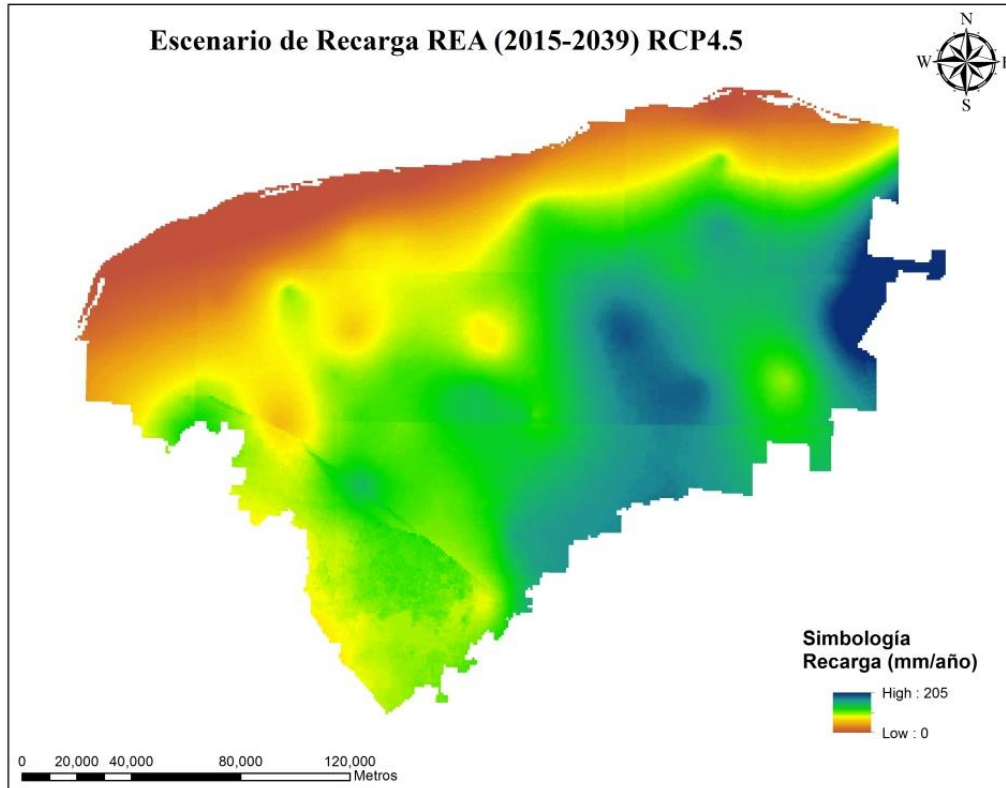 Escenario de Recarga REA (2015-2039) RCP4.5
N
W
E
S
Simbología
Recarga (mm/año)
High : 205
Low : 0
0 20,000 40,000 80,000 120,000
Metros